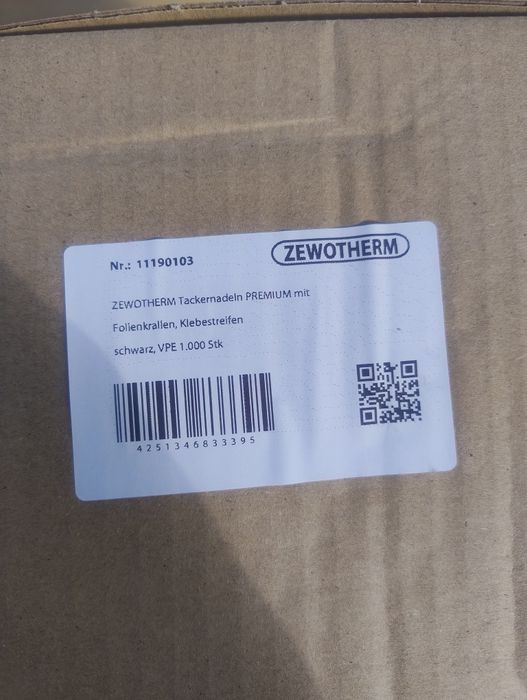 Nr.: 11190103
ZEWOTHERM
ZEWOTHERM Tackernadeln PREMIUM mit
Folienkrallen, Klebestreifen
schwarz, VPE 1.000 Stk
4251346833395